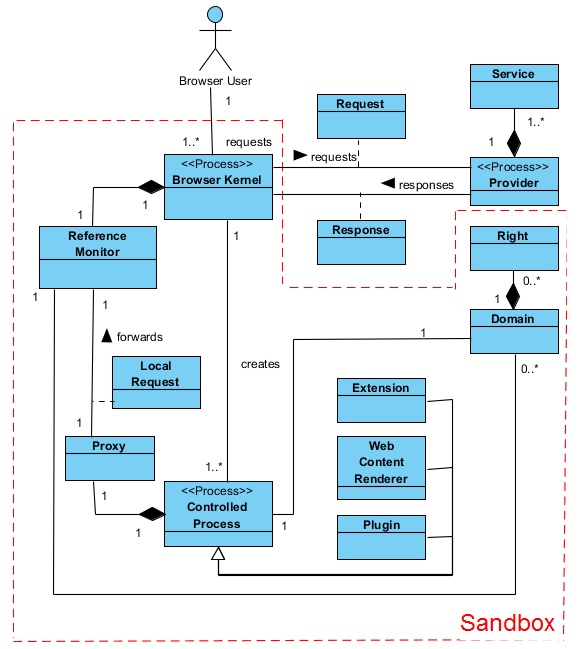 Browser User
1
1..*
requests
Request
requests
responses
Response
Service
1..*
1
<<Process>>
Provider
<<Process>>
Browser Kernel
1
1
1
Reference
Monitor
1
1
forwards
Local
Request
1
Proxy
1
1
creates
1..*
<<Process>>
Controlled
Process
1
1
Right
0..*
1
Domain
0..*
Extension
Web
Content
Renderer
Plugin
Sandbox